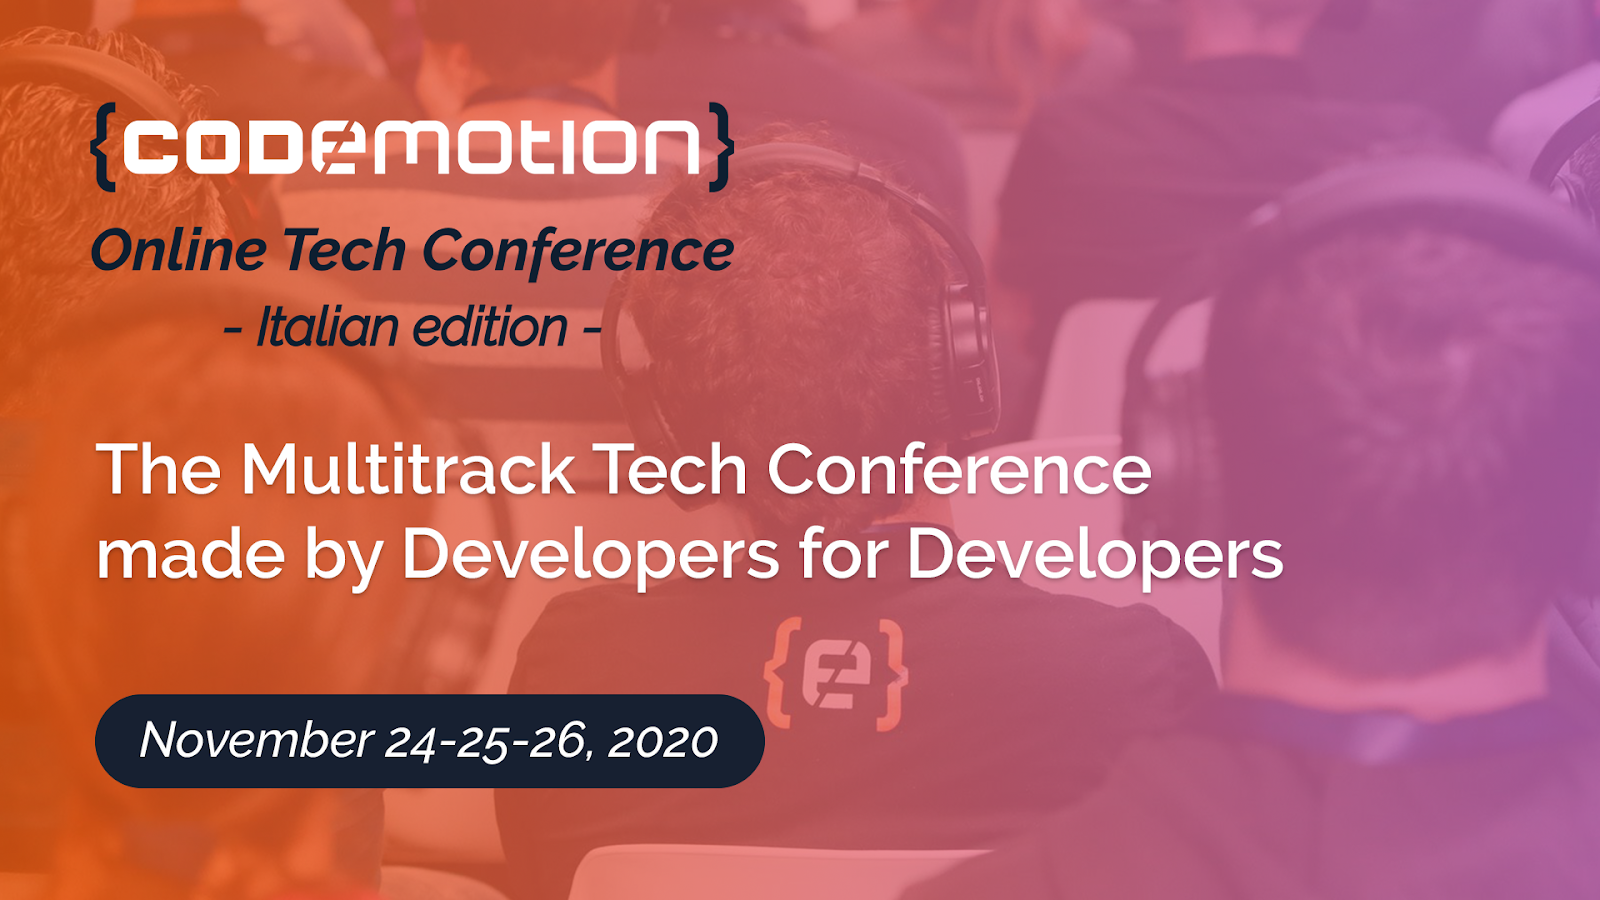 {CODEMOTION}
Online Tech Conference
- Italian edition -
The Multitrack Tech Conference
made by Developers for Developers
{e}
November 24-25-26, 2020